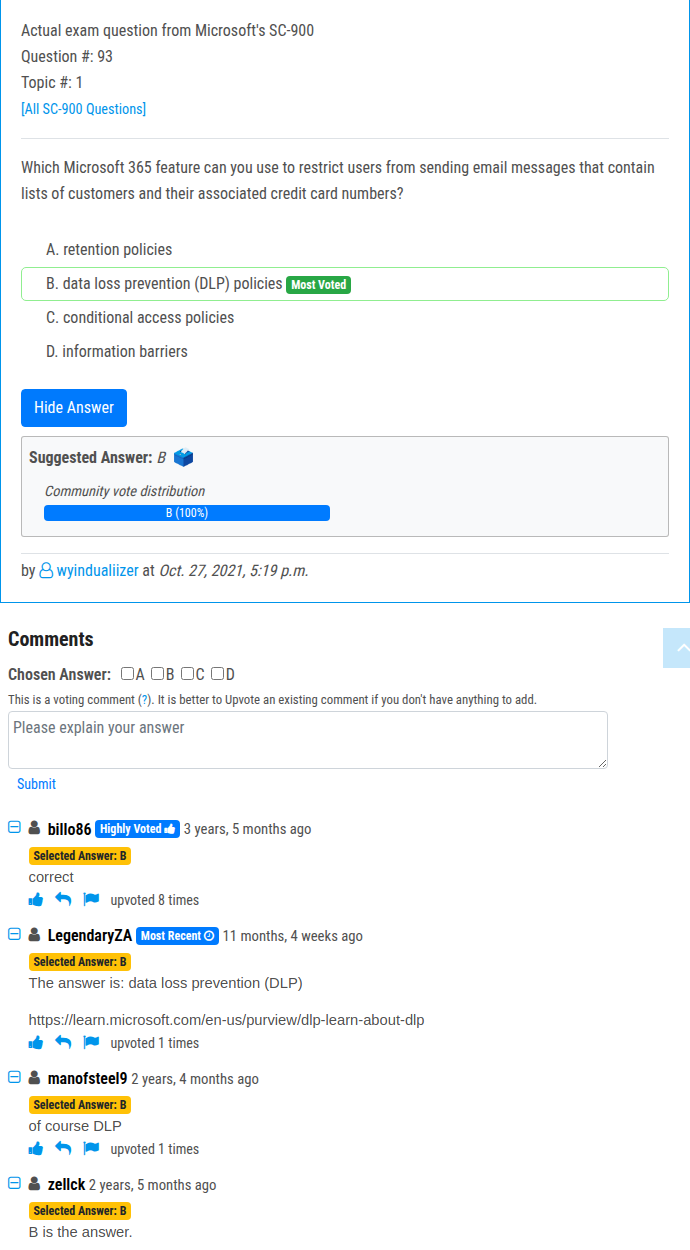 Actual exam question from Microsoft's SC-900
Question #: 93
Topic #: 1
[All SC-900 Questions]
Which Microsoft 365 feature can you use to restrict users from sending email messages that contain
lists of customers and their associated credit card numbers?
A. retention policies
B. data loss prevention (DLP) policies Most Voted
C. conditional access policies
D. information barriers
Hide Answer
Suggested Answer: B
Community vote distribution
B (100%)
by wyindualiizer at Oct. 27, 2021, 5:19 p.m.
Comments
Chosen Answer: A B C D
This is a voting comment (?). It is better to Upvote an existing comment if you don't have anything to add.
Please explain your answer
Submit
billo86 Highly Voted 3 years, 5 months ago
Selected Answer: B
correct
upvoted 8 times
LegendaryZA Most Recent 11 months, 4 weeks ago
Selected Answer: B
The answer is: data loss prevention (DLP)
https://learn.microsoft.com/en-us/purview/dlp-learn-about-dlp
upvoted 1 times
manofsteel9 2 years, 4 months ago
Selected Answer: B
of course DLP
upvoted 1 times
zellck 2 years, 5 months ago
Selected Answer: B
B is the answer.